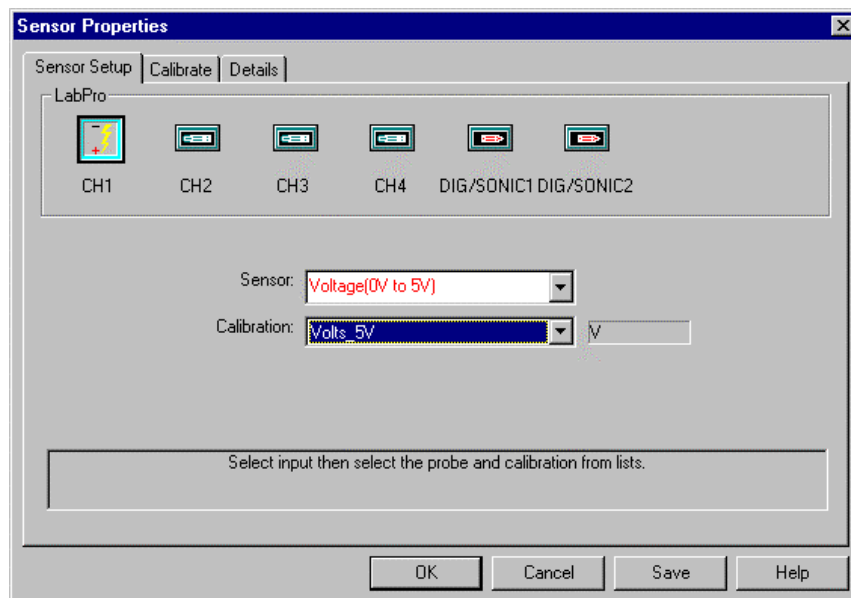 Sensor Properties
Sensor Setup Calibrate Details
LabPro
CH1 CH2 CH3 CH4 DIG/SONIC1 DIG/SONIC2
Sensor: Voltage(0V to 5V)
Calibration: Volts_5V V
Select input then select the probe and calibration from lists.
OK Cancel Save Help